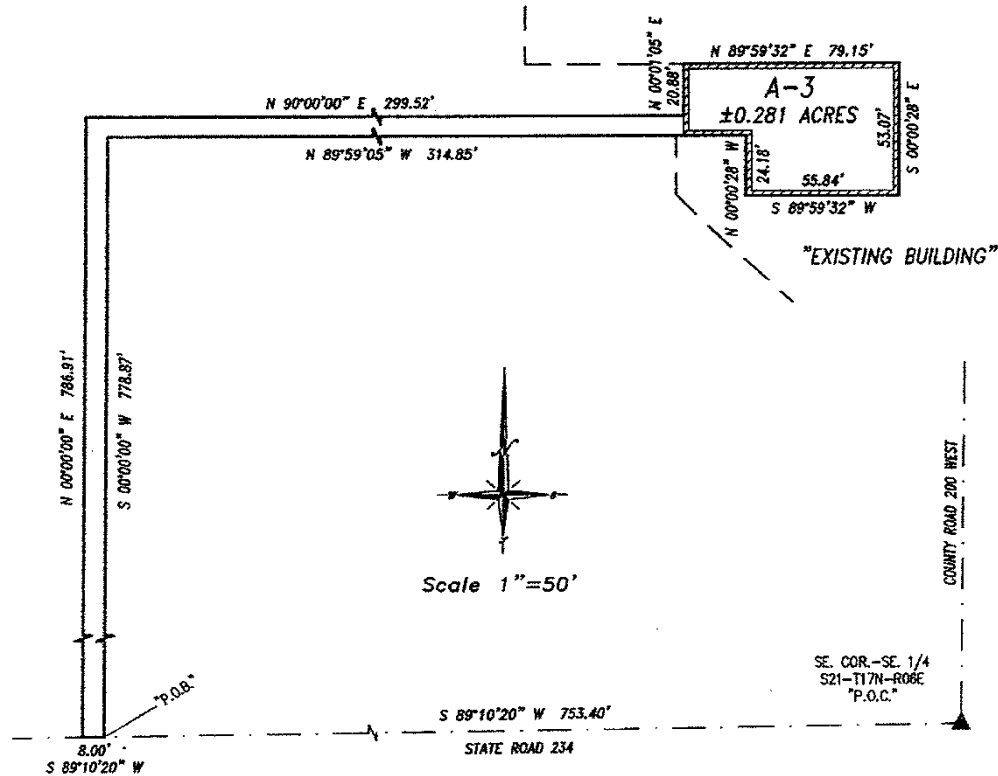 N 89°59'32" E 79.15'
N 00°01'05" E
20.88'
A-3
±0.281 ACRES
53.07'
S 00°00'28" E
N 90°00'00" E 299.52'
N 89°59'05" W 314.85'
N 00°00'28" W
24.18'
55.84'
S 89°59'32" W
"EXISTING BUILDING"
N 00°00'00" E 786.91'
S 00°00'00" W 778.87'
Scale 1"=50'
COUNTY ROAD 200 WEST
SE. COR.-SE. 1/4
S21-T17N-R06E
"P.O.C."
"P.O.B."
S 89°10'20" W 753.40'
STATE ROAD 234
8.00'
S 89°10'20" W